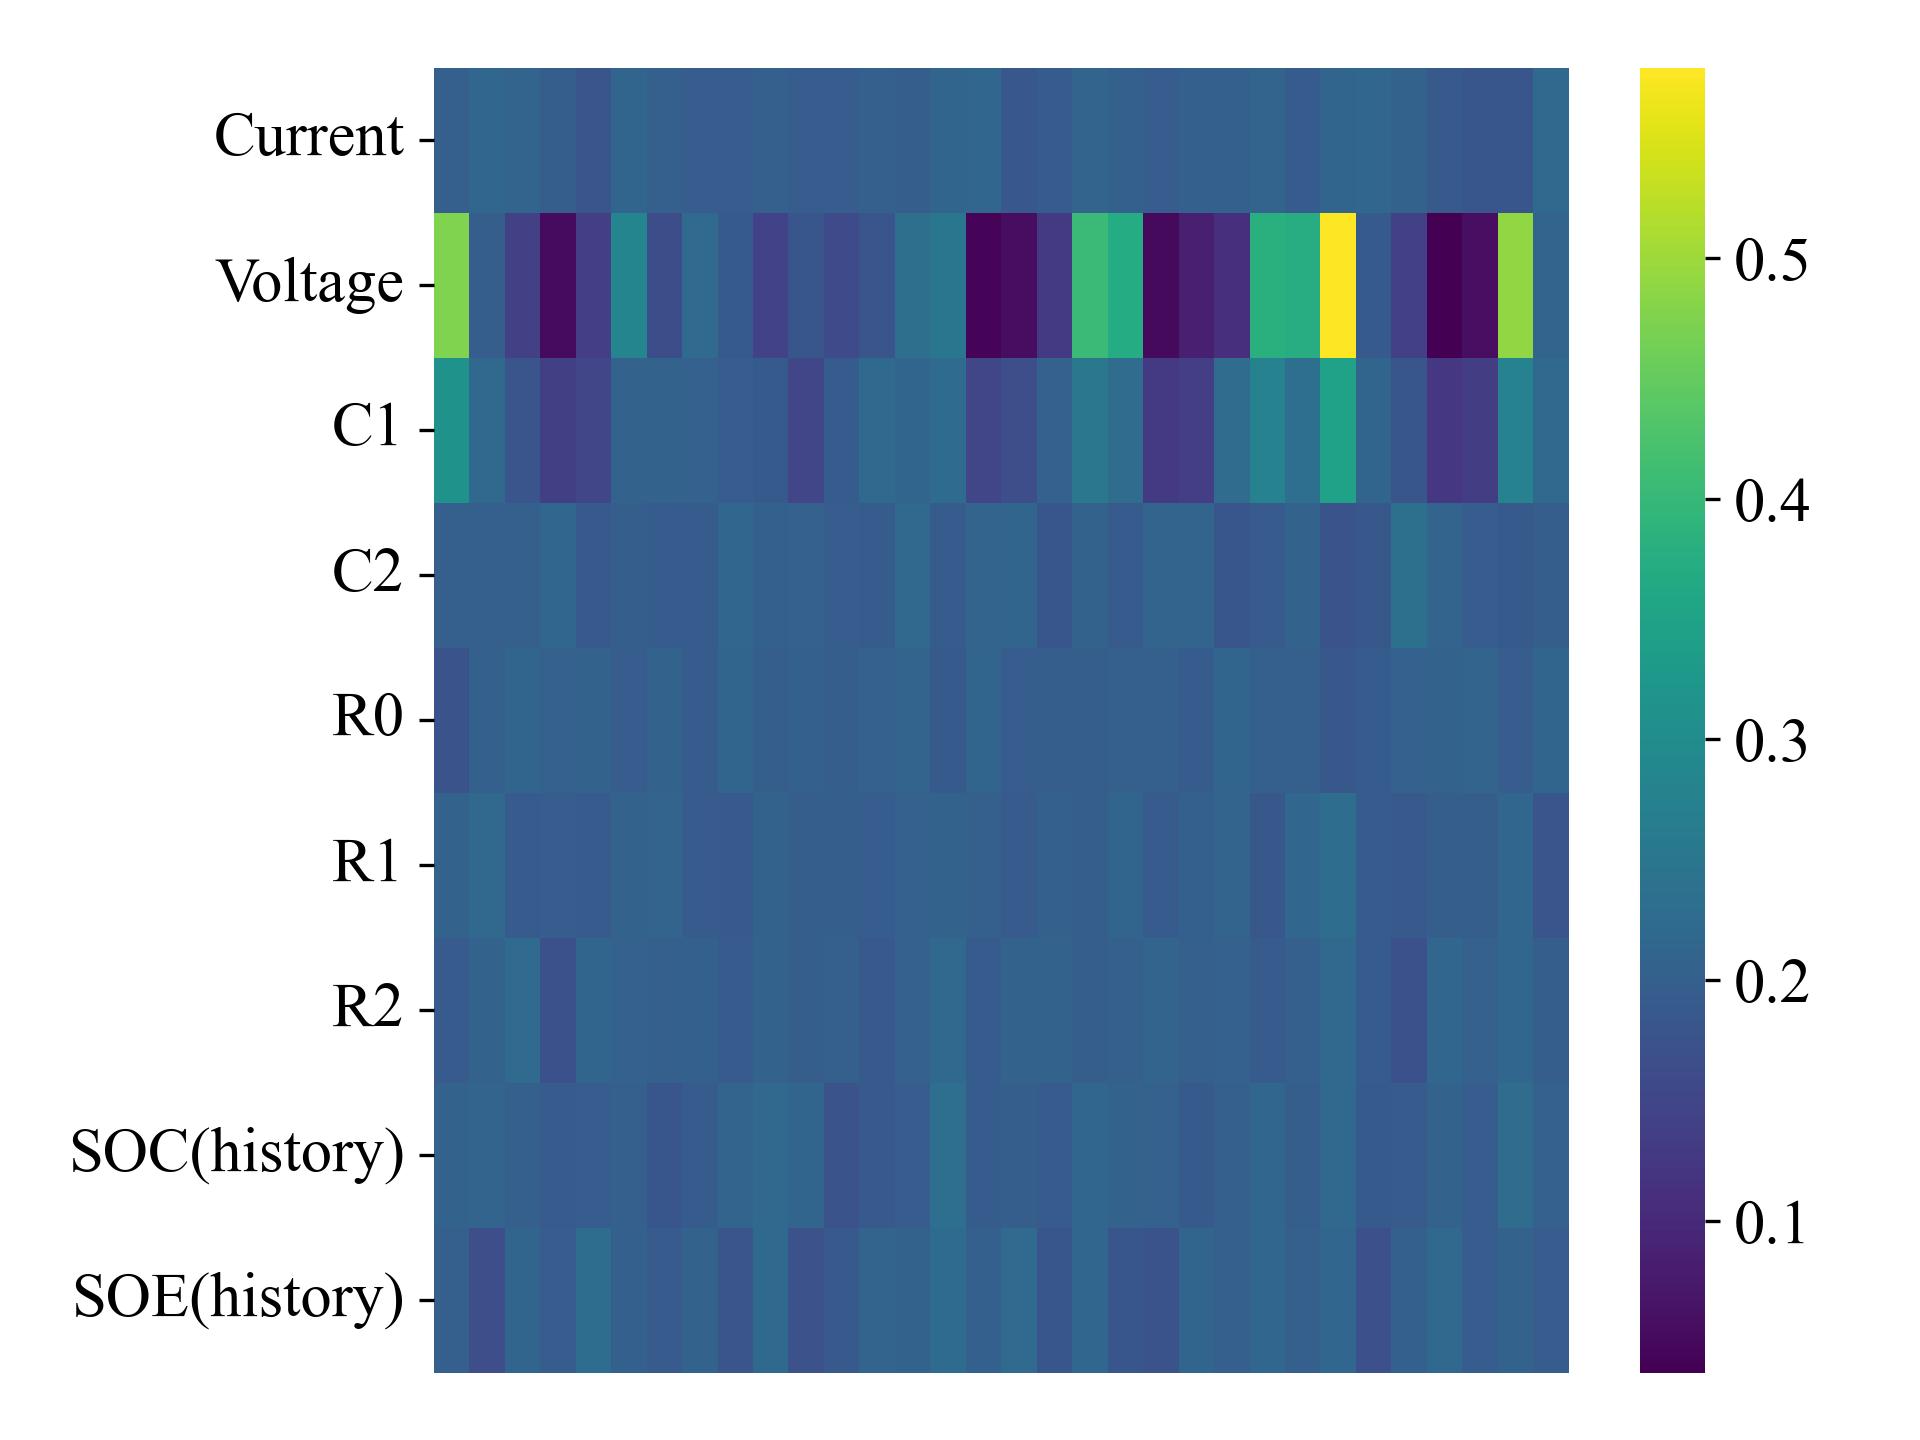 Current
Voltage
C1
C2
R0
R1
R2
SOC(history)
SOE(history)
0.5
0.4
0.3
0.2
0.1